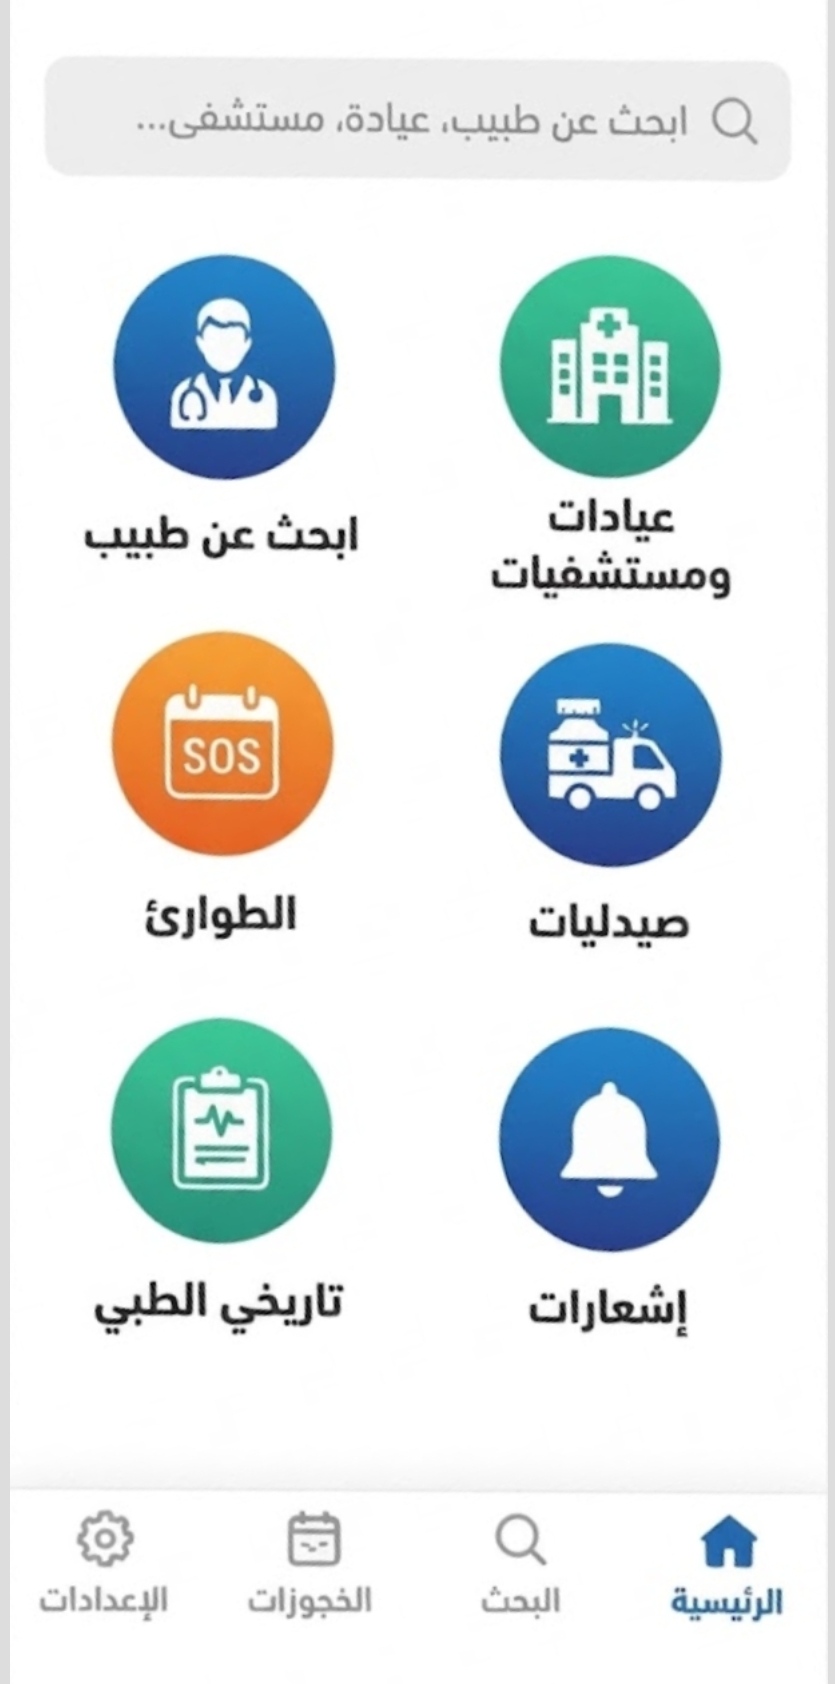 ابحث عن طبيب، عيادة، مستشفى...
عيادات
ومستشفيات
ابحث عن طبيب
صيدليات
SOS
الطوارئ
إشعارات
تاريخي الطبي
الرئيسية
البحث
الخجوزات
الإعدادات